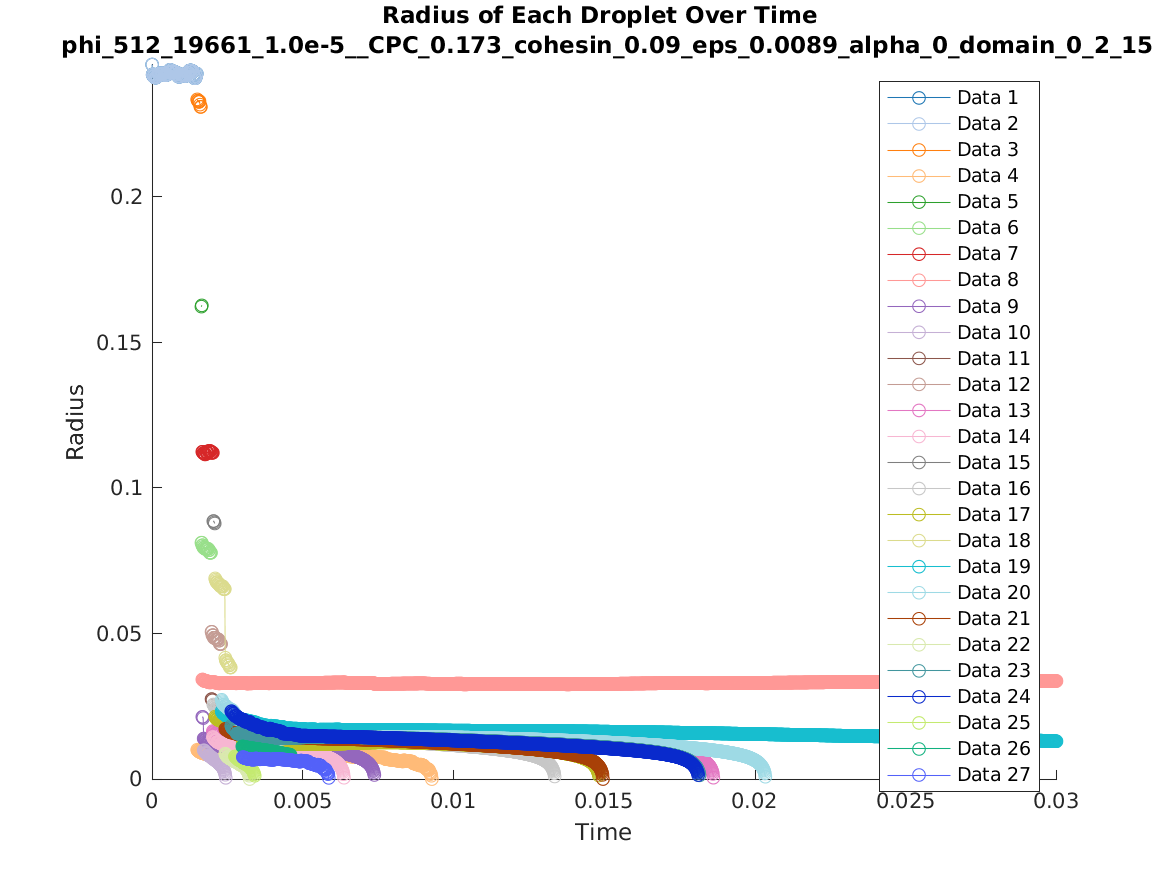 Radius of Each Droplet Over Time
phi_512_19661_1.0e-5__CPC_0.173_cohesin_0.09_eps_0.0089_alpha_0_domain_0_2_15
Radius
0.2
0.15
0.1
0.05
0
0
0.005
0.01
0.015
0.02
0.025
0.03
Time
Data 1
Data 2
Data 3
Data 4
Data 5
Data 6
Data 7
Data 8
Data 9
Data 10
Data 11
Data 12
Data 13
Data 14
Data 15
Data 16
Data 17
Data 18
Data 19
Data 20
Data 21
Data 22
Data 23
Data 24
Data 25
Data 26
Data 27